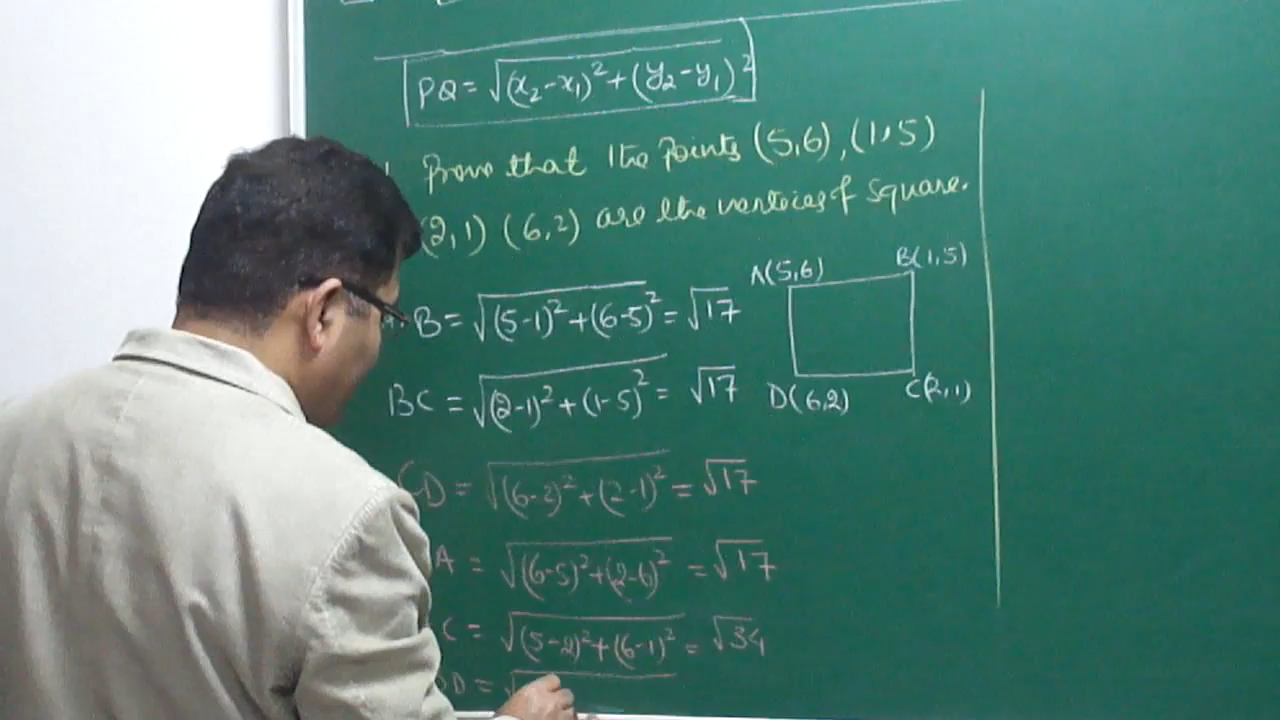 PQ = √(x₂-x₁)² + (y₂-y₁)²
1. Prove that the points (5,6), (1,5)
(2,1) (6,2) are the vertices of square.
A(5,6) B(1,5)
B = √(5-1)² + (6-5)² = √17
BC = √(2-1)² + (1-5)² = √17
D(6,2) C(2,1)
CD = √(6-2)² + (2-1)² = √17
A = √(6-5)² + (2-6)² = √17
C = √(5-2)² + (6-1)² = √34
BD = √